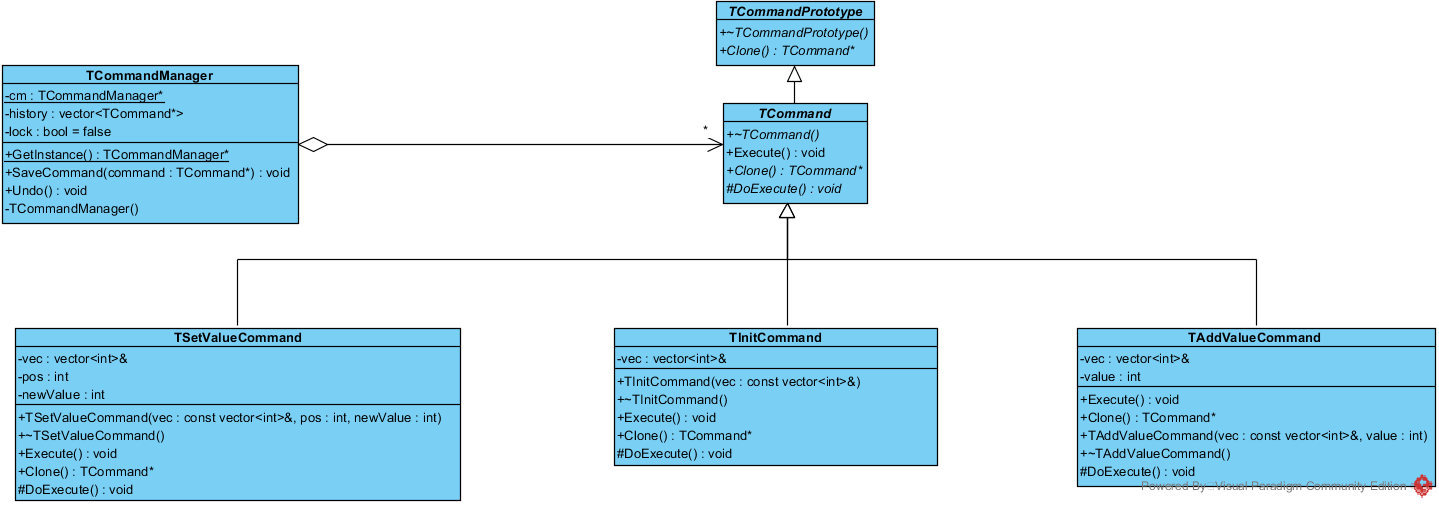 TCommandPrototype
+~TCommandPrototype()
+Clone() : TCommand*
TCommandManager
-cm : TCommandManager*
-history : vector<TCommand*>
-lock : bool = false
+GetInstance() : TCommandManager*
+SaveCommand(command : TCommand*) : void
+Undo() : void
-TCommandManager()
*
TCommand
+~TCommand()
+Execute() : void
+Clone() : TCommand*
#DoExecute() : void
TSetValueCommand
-vec : vector<int>&
-pos : int
-newValue : int
+TSetValueCommand(vec : const vector<int>&, pos : int, newValue : int)
+~TSetValueCommand()
+Execute() : void
+Clone() : TCommand*
#DoExecute() : void
TInitCommand
-vec : vector<int>&
+TInitCommand(vec : const vector<int>&)
+~TInitCommand()
+Execute() : void
+Clone() : TCommand*
#DoExecute() : void
TAddValueCommand
-vec : vector<int>&
-value : int
+Execute() : void
+Clone() : TCommand*
+TAddValueCommand(vec : const vector<int>&, value : int)
+~TAddValueCommand()
#DoExecute() : void
Powered By Visual Paradigm Community Edition